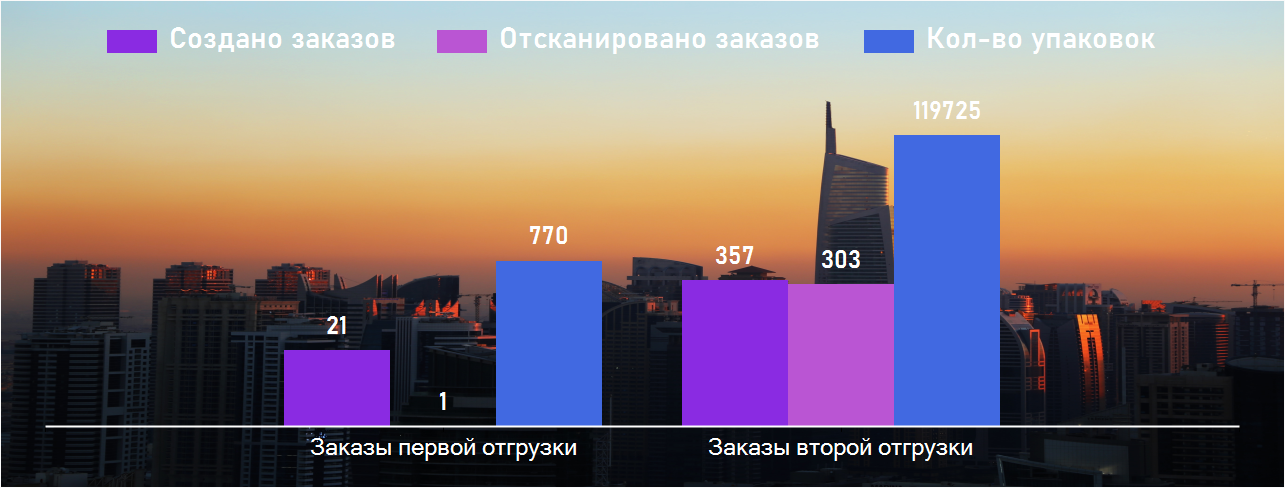 Создано заказов Отсканировано заказов Кол-во упаковок
119725
770
357 303
21
1
Заказы первой отгрузки Заказы второй отгрузки